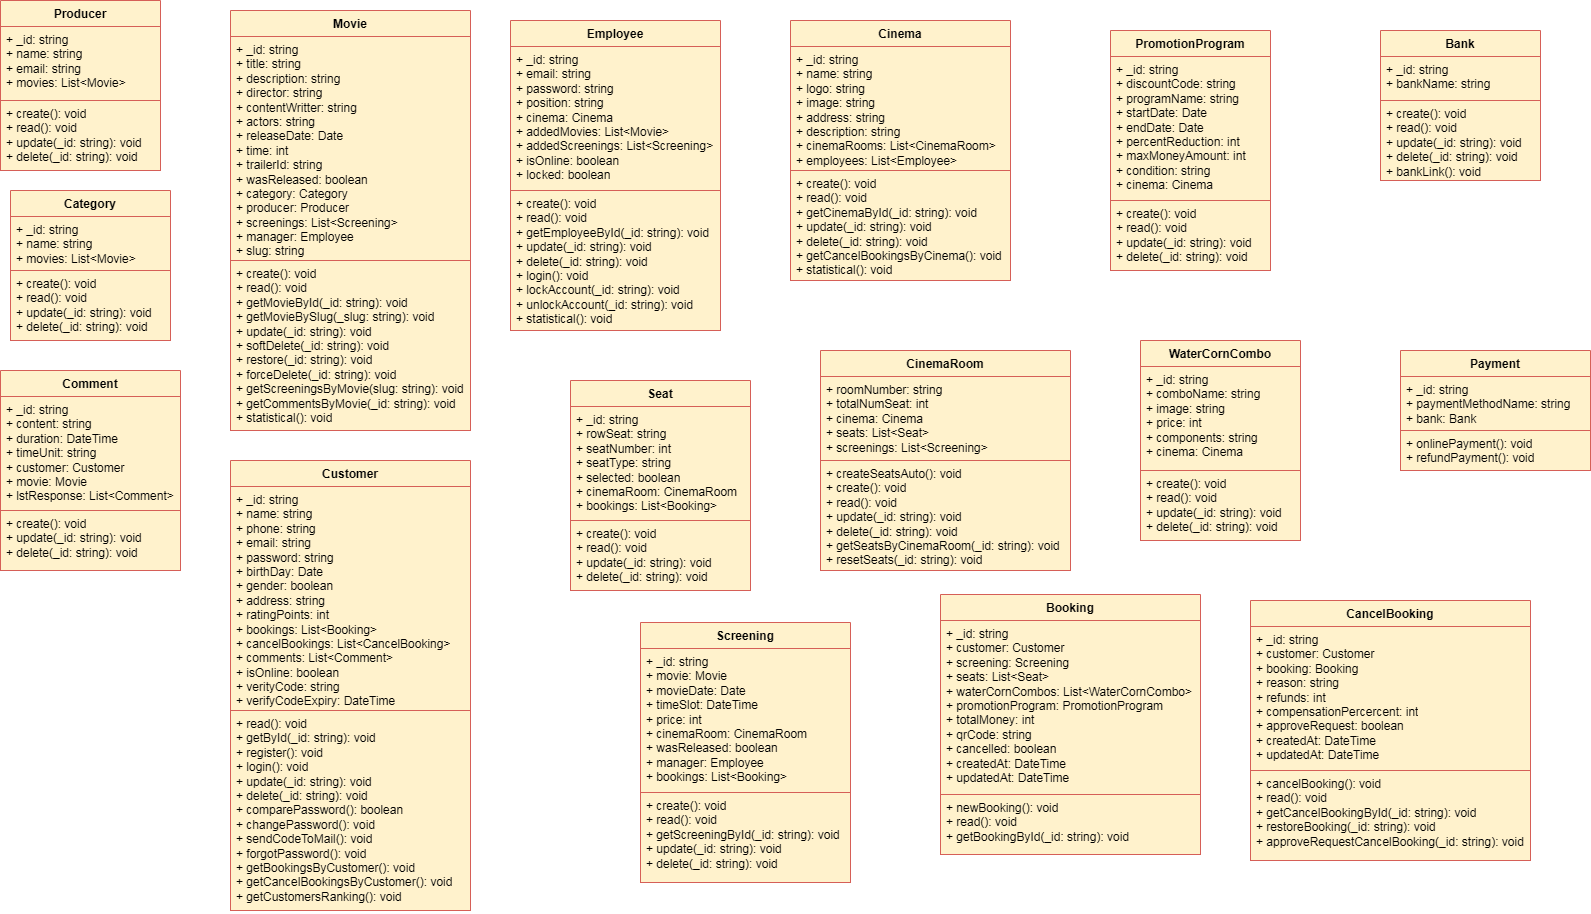 Producer
+ _id: string
+ name: string
+ email: string
+ movies: List<Movie>
+ create(): void
+ read(): void
+ update(_id: string): void
+ delete(_id: string): void
Category
+ _id: string
+ name: string
+ movies: List<Movie>
+ create(): void
+ read(): void
+ update(_id: string): void
+ delete(_id: string): void
Comment
+ _id: string
+ content: string
+ duration: DateTime
+ timeUnit: string
+ customer: Customer
+ movie: Movie
+ lstResponse: List<Comment>
+ create(): void
+ update(_id: string): void
+ delete(_id: string): void
Movie
+ _id: string
+ title: string
+ description: string
+ director: string
+ contentWritter: string
+ actors: string
+ releaseDate: Date
+ time: int
+ trailerId: string
+ wasReleased: boolean
+ category: Category
+ producer: Producer
+ screenings: List<Screening>
+ manager: Employee
+ slug: string
+ create(): void
+ read(): void
+ getMovieById(_id: string): void
+ getMovieBySlug(_slug: string): void
+ update(_id: string): void
+ softDelete(_id: string): void
+ restore(_id: string): void
+ forceDelete(_id: string): void
+ getScreeningsByMovie(slug: string): void
+ getCommentsByMovie(_id: string): void
+ statistical(): void
Customer
+ _id: string
+ name: string
+ phone: string
+ email: string
+ password: string
+ birthDay: Date
+ gender: boolean
+ address: string
+ ratingPoints: int
+ bookings: List<Booking>
+ cancelBookings: List<CancelBooking>
+ comments: List<Comment>
+ isOnline: boolean
+ verityCode: string
+ verifyCodeExpiry: DateTime
+ read(): void
+ getById(_id: string): void
+ register(): void
+ login(): void
+ update(_id: string): void
+ delete(_id: string): void
+ comparePassword(): boolean
+ changePassword(): void
+ sendCodeToMail(): void
+ forgotPassword(): void
+ getBookingsByCustomer(): void
+ getCancelBookingsByCustomer(): void
+ getCustomersRanking(): void
Employee
+ _id: string
+ email: string
+ password: string
+ position: string
+ cinema: Cinema
+ addedMovies: List<Movie>
+ addedScreenings: List<Screening>
+ isOnline: boolean
+ locked: boolean
+ create(): void
+ read(): void
+ getEmployeeById(_id: string): void
+ update(_id: string): void
+ delete(_id: string): void
+ login(): void
+ lockAccount(_id: string): void
+ unlockAccount(_id: string): void
+ statistical(): void
Seat
+ _id: string
+ rowSeat: string
+ seatNumber: int
+ seatType: string
+ selected: boolean
+ cinemaRoom: CinemaRoom
+ bookings: List<Booking>
+ create(): void
+ read(): void
+ update(_id: string): void
+ delete(_id: string): void
Screening
+ _id: string
+ movie: Movie
+ movieDate: Date
+ timeSlot: DateTime
+ price: int
+ cinemaRoom: CinemaRoom
+ wasReleased: boolean
+ manager: Employee
+ bookings: List<Booking>
+ create(): void
+ read(): void
+ getScreeningById(_id: string): void
+ update(_id: string): void
+ delete(_id: string): void
Cinema
+ _id: string
+ name: string
+ logo: string
+ image: string
+ address: string
+ description: string
+ cinemaRooms: List<CinemaRoom>
+ employees: List<Employee>
+ create(): void
+ read(): void
+ getCinemaById(_id: string): void
+ update(_id: string): void
+ delete(_id: string): void
+ getCancelBookingsByCinema(): void
+ statistical(): void
CinemaRoom
+ roomNumber: string
+ totalNumSeat: int
+ cinema: Cinema
+ seats: List<Seat>
+ screenings: List<Screening>
+ createSeatsAuto(): void
+ create(): void
+ read(): void
+ update(_id: string): void
+ delete(_id: string): void
+ getSeatsByCinemaRoom(_id: string): void
+ resetSeats(_id: string): void
Booking
+ _id: string
+ customer: Customer
+ screening: Screening
+ seats: List<Seat>
+ waterCornCombos: List<WaterCornCombo>
+ promotionProgram: PromotionProgram
+ totalMoney: int
+ qrCode: string
+ cancelled: boolean
+ createdAt: DateTime
+ updatedAt: DateTime
+ newBooking(): void
+ read(): void
+ getBookingById(_id: string): void
PromotionProgram
+ _id: string
+ discountCode: string
+ programName: string
+ startDate: Date
+ endDate: Date
+ percentReduction: int
+ maxMoneyAmount: int
+ condition: string
+ cinema: Cinema
+ create(): void
+ read(): void
+ update(_id: string): void
+ delete(_id: string): void
WaterCornCombo
+ _id: string
+ comboName: string
+ image: string
+ price: int
+ components: string
+ cinema: Cinema
+ create(): void
+ read(): void
+ update(_id: string): void
+ delete(_id: string): void
Bank
+ _id: string
+ bankName: string
+ create(): void
+ read(): void
+ update(_id: string): void
+ delete(_id: string): void
+ bankLink(): void
Payment
+ _id: string
+ paymentMethodName: string
+ bank: Bank
+ onlinePayment(): void
+ refundPayment(): void
CancelBooking
+ _id: string
+ customer: Customer
+ booking: Booking
+ reason: string
+ refunds: int
+ compensationPercercent: int
+ approveRequest: boolean
+ createdAt: DateTime
+ updatedAt: DateTime
+ cancelBooking(): void
+ read(): void
+ getCancelBookingById(_id: string): void
+ restoreBooking(_id: string): void
+ approveRequestCancelBooking(_id: string): void